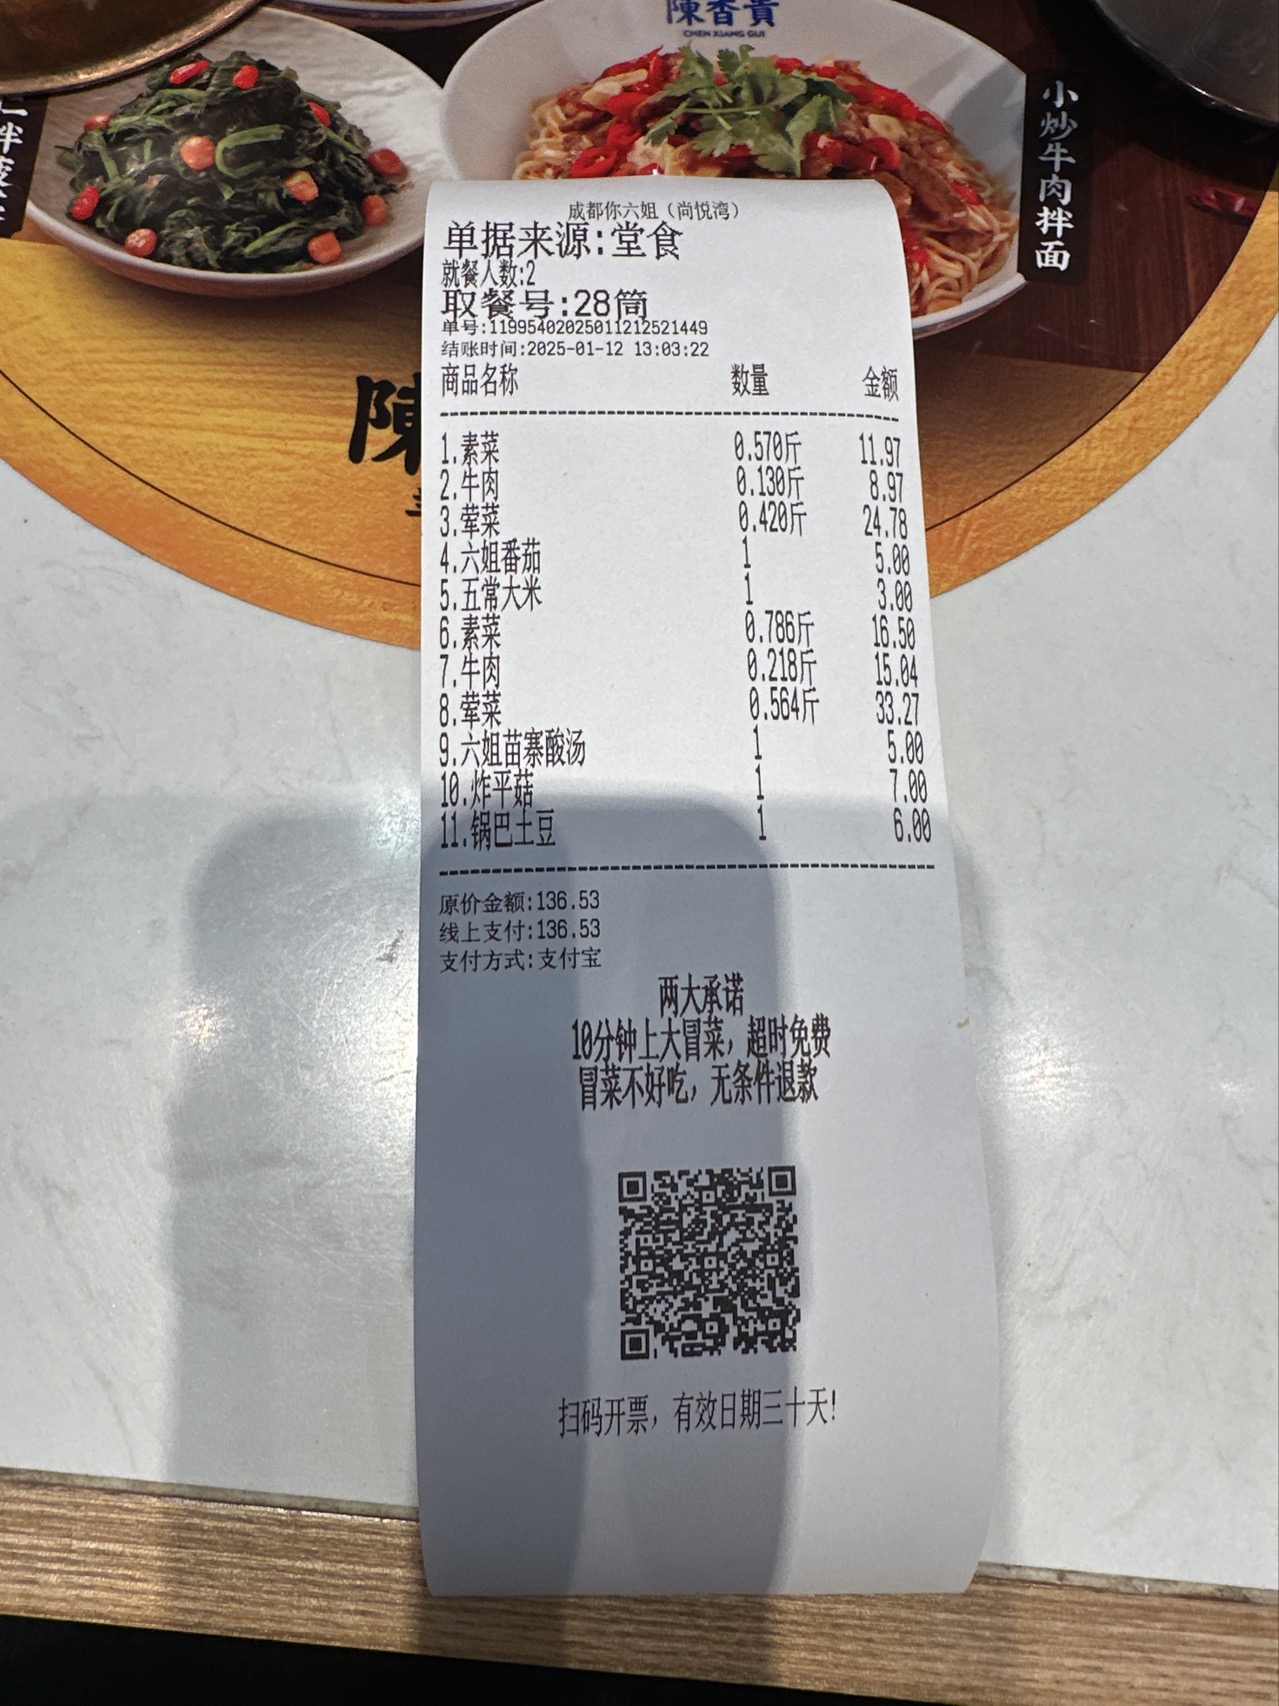 陳香貴
CHEN XIANG GUI
小炒牛肉拌面
成都你六姐（尚悦湾）
单据来源:堂食
就餐人数:2
取餐号:28筒
单号:11995402025011212521449
结账时间:2025-01-12 13:03:22
商品名称 数量 金额
1.素菜 0.570斤 11.97
2.牛肉 0.130斤 8.97
3.荤菜 0.420斤 24.78
4.六姐番茄 1 5.00
5.五常大米 1 3.00
6.素菜 0.786斤 16.50
7.牛肉 0.218斤 15.04
8.荤菜 0.564斤 33.27
9.六姐苗寨酸汤 1 5.00
10.炸平菇 1 7.00
11.锅巴土豆 1 6.00
原价金额:136.53
线上支付:136.53
支付方式:支付宝
两大承诺
10分钟上大冒菜，超时免费
冒菜不好吃，无条件退款
扫码开票，有效日期三十天!